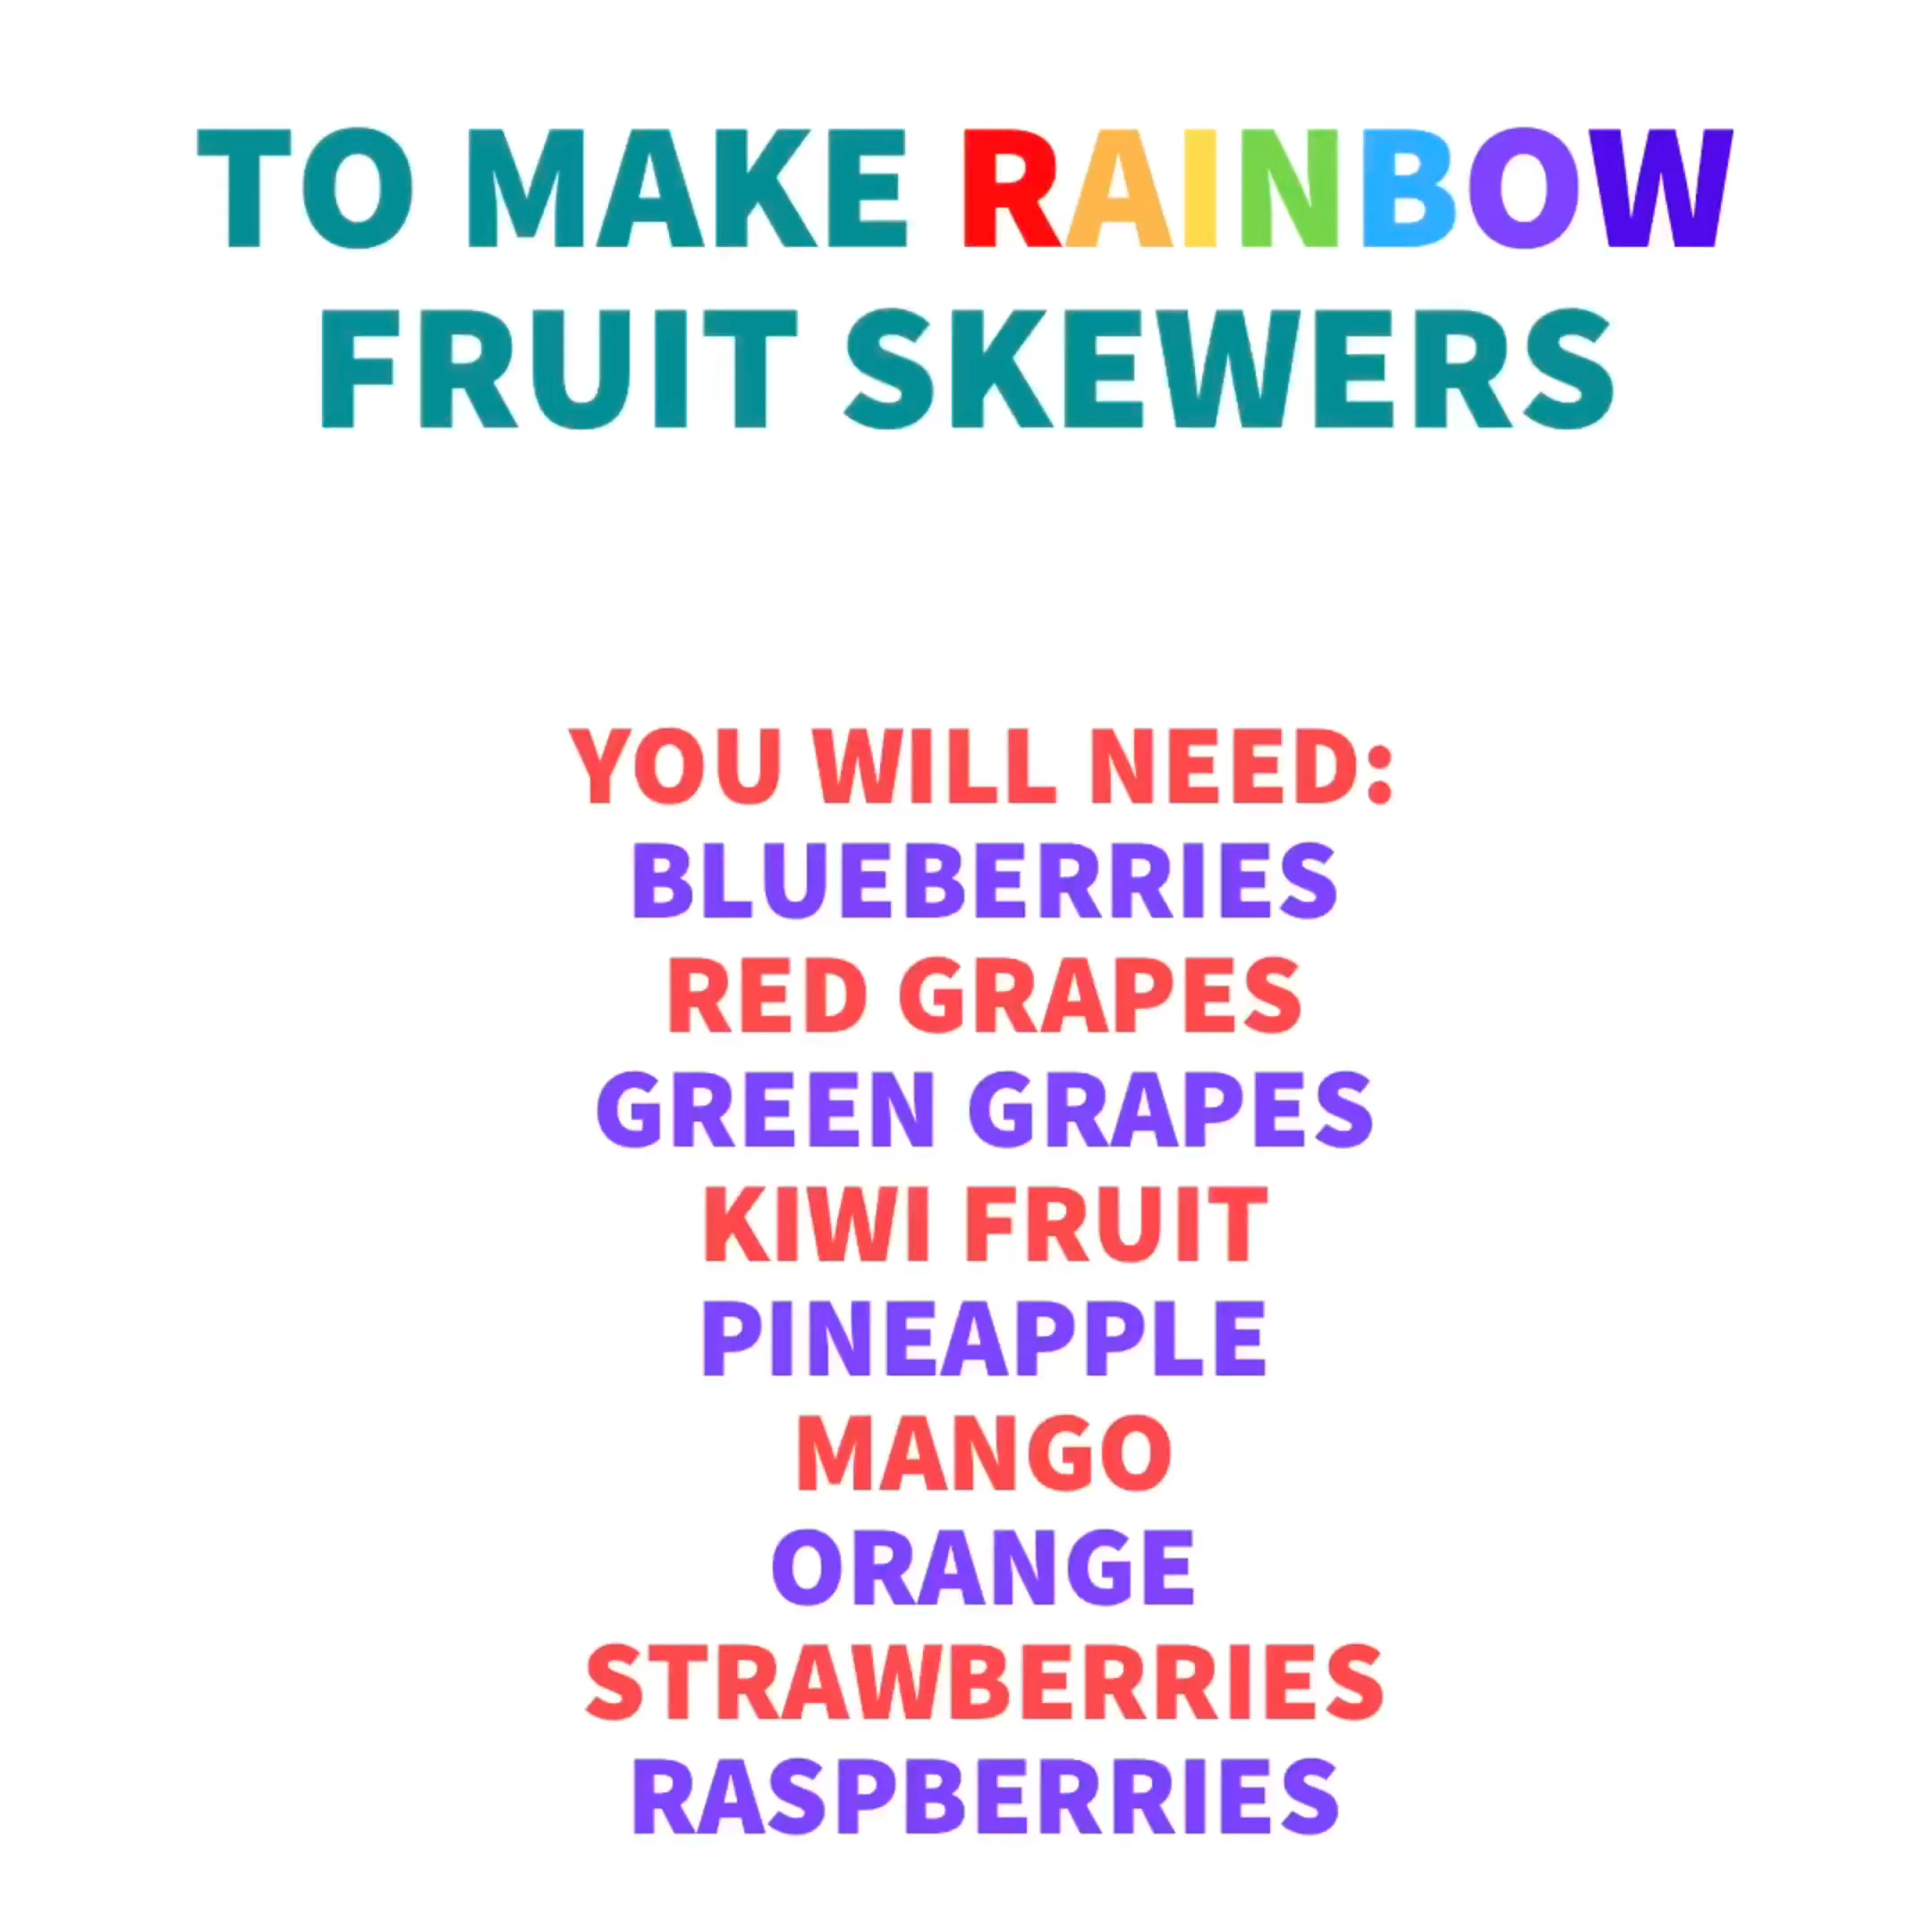 TO MAKE RAINBOW
FRUIT SKEWERS
YOU WILL NEED:
BLUEBERRIES
RED GRAPES
GREEN GRAPES
KIWI FRUIT
PINEAPPLE
MANGO
ORANGE
STRAWBERRIES
RASPBERRIES